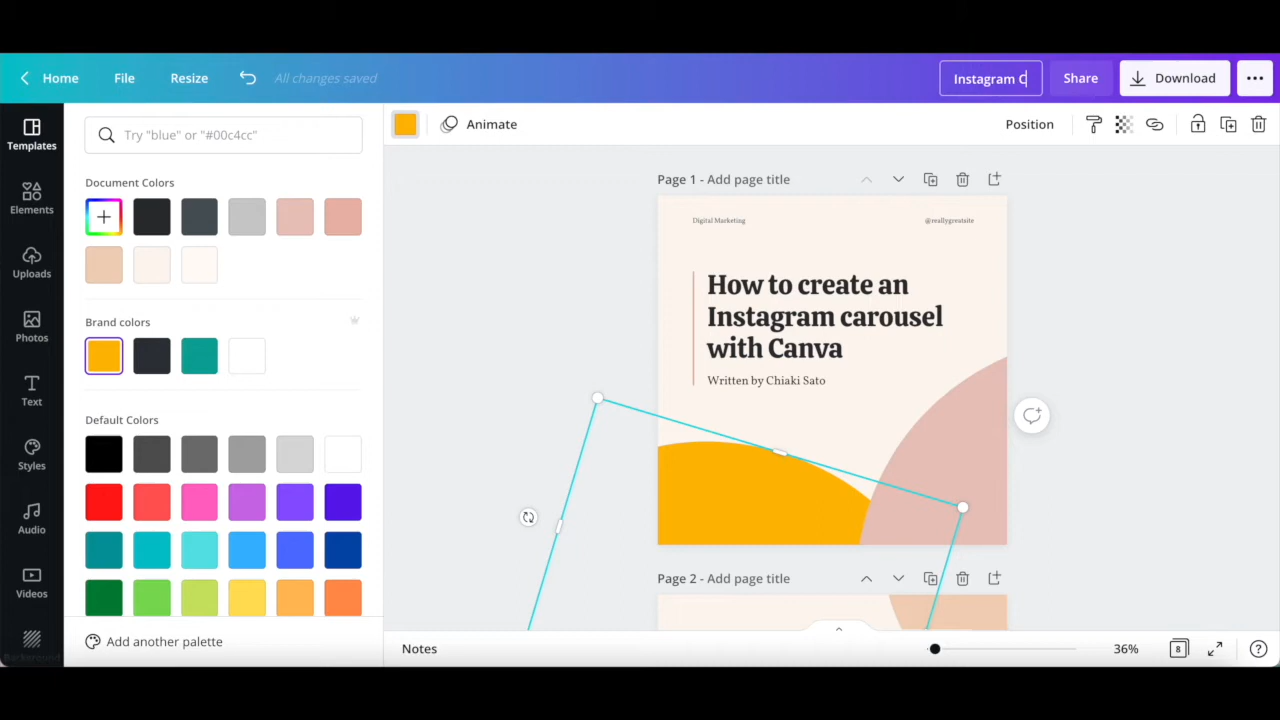 Home
File
Resize
All changes saved
Instagram C
Share
Download
Templates
Elements
Uploads
Photos
Text
Styles
Audio
Videos
Background
Try "blue" or "#00c4cc"
Document Colors
Brand colors
Default Colors
Add another palette
Animate
Position
Page 1 - Add page title
Digital Marketing
@reallygreatsite
How to create an
Instagram carousel
with Canva
Written by Chiaki Sato
Page 2 - Add page title
Notes
36%
8
?